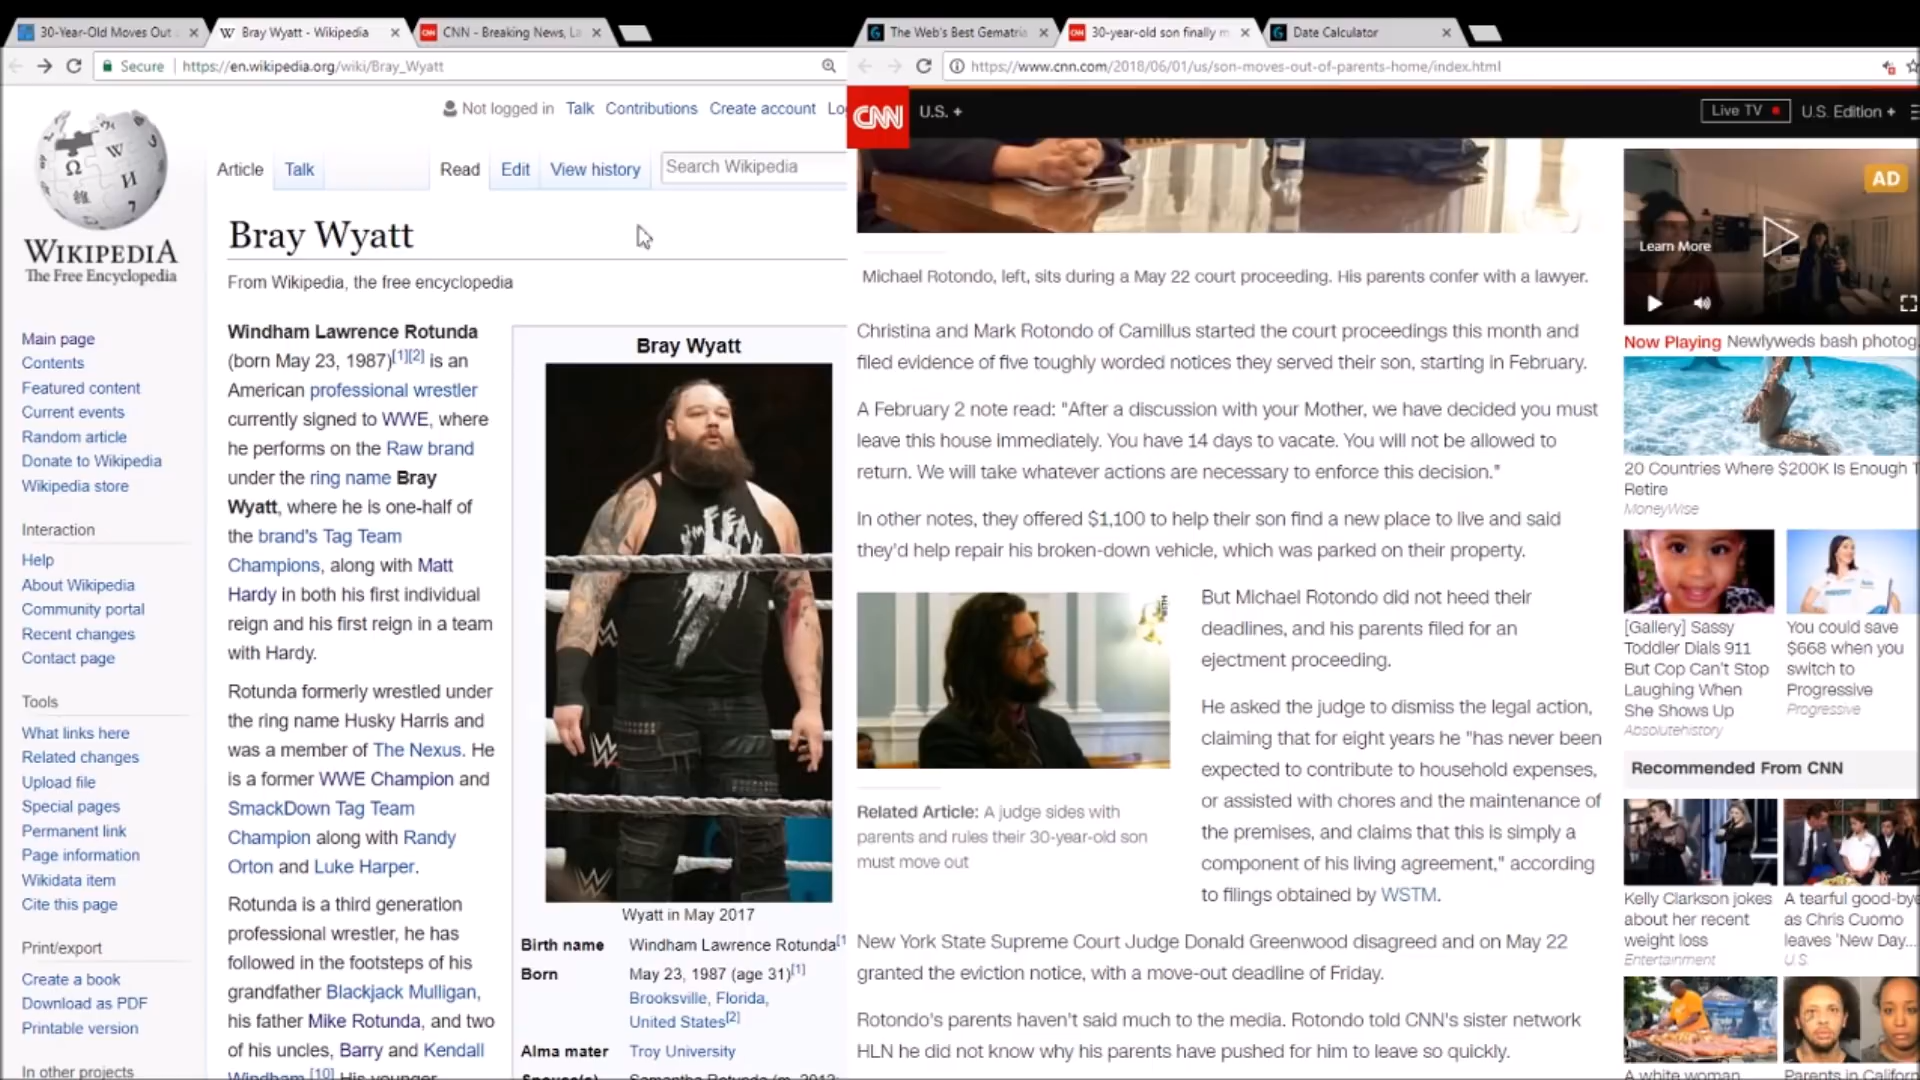 30-Year-Old Moves Out
Bray Wyatt - Wikipedia
CNN - Breaking News, La
The Web's Best Gematria
30-year-old son finally m
Date Calculator
Secure
https://en.wikipedia.org/wiki/Bray_Wyatt
https://www.cnn.com/2018/06/01/us/son-moves-out-of-parents-home/index.html
Not logged in Talk Contributions Create account Lo
Article Talk Read Edit View history Search Wikipedia
WIKIPEDIA
The Free Encyclopedia
Main page
Contents
Featured content
Current events
Random article
Donate to Wikipedia
Wikipedia store
Interaction
Help
About Wikipedia
Community portal
Recent changes
Contact page
Tools
What links here
Related changes
Upload file
Special pages
Permanent link
Page information
Wikidata item
Cite this page
Print/export
Create a book
Download as PDF
Printable version
In other projects
Bray Wyatt
From Wikipedia, the free encyclopedia
Windham Lawrence Rotunda
(born May 23, 1987)[1][2] is an
American professional wrestler
currently signed to WWE, where
he performs on the Raw brand
under the ring name Bray
Wyatt, where he is one-half of
the brand's Tag Team
Champions, along with Matt
Hardy in both his first individual
reign and his first reign in a team
with Hardy.
Rotunda formerly wrestled under
the ring name Husky Harris and
was a member of The Nexus. He
is a former WWE Champion and
SmackDown Tag Team
Champion along with Randy
Orton and Luke Harper.
Rotunda is a third generation
professional wrestler, he has
followed in the footsteps of his
grandfather Blackjack Mulligan,
his father Mike Rotunda, and two
of his uncles, Barry and Kendall
Windham.[10] His younger
Bray Wyatt
Wyatt in May 2017
Birth name Windham Lawrence Rotunda[1
Born May 23, 1987 (age 31)[1]
Brooksville, Florida,
United States[2]
Alma mater Troy University
Spouse(s) Samantha Rotunda (m. 2012;
CNN U.S. +
Live TV
U.S. Edition +
Michael Rotondo, left, sits during a May 22 court proceeding. His parents confer with a lawyer.
Christina and Mark Rotondo of Camillus started the court proceedings this month and
filed evidence of five toughly worded notices they served their son, starting in February.
A February 2 note read: "After a discussion with your Mother, we have decided you must
leave this house immediately. You have 14 days to vacate. You will not be allowed to
return. We will take whatever actions are necessary to enforce this decision."
In other notes, they offered $1,100 to help their son find a new place to live and said
they'd help repair his broken-down vehicle, which was parked on their property.
But Michael Rotondo did not heed their
deadlines, and his parents filed for an
ejectment proceeding.
WSTM
Related Article: A judge sides with
parents and rules their 30-year-old son
must move out
He asked the judge to dismiss the legal action,
claiming that for eight years he "has never been
expected to contribute to household expenses,
or assisted with chores and the maintenance of
the premises, and claims that this is simply a
component of his living agreement," according
to filings obtained by WSTM.
New York State Supreme Court Judge Donald Greenwood disagreed and on May 22
granted the eviction notice, with a move-out deadline of Friday.
Rotondo's parents haven't said much to the media. Rotondo told CNN's sister network
HLN he did not know why his parents have pushed for him to leave so quickly.
AD
Learn More
Now Playing Newlyweds bash photog
20 Countries Where $200K Is Enough T
Retire
MoneyWise
[Gallery] Sassy
Toddler Dials 911
But Cop Can't Stop
Laughing When
She Shows Up
Absolutehistory
You could save
$668 when you
switch to
Progressive
Progressive
Recommended From CNN
Kelly Clarkson jokes
about her recent
weight loss
Entertainment
A tearful good-bye
as Chris Cuomo
leaves 'New Day...
U.S.
A white woman
Parents in Californ